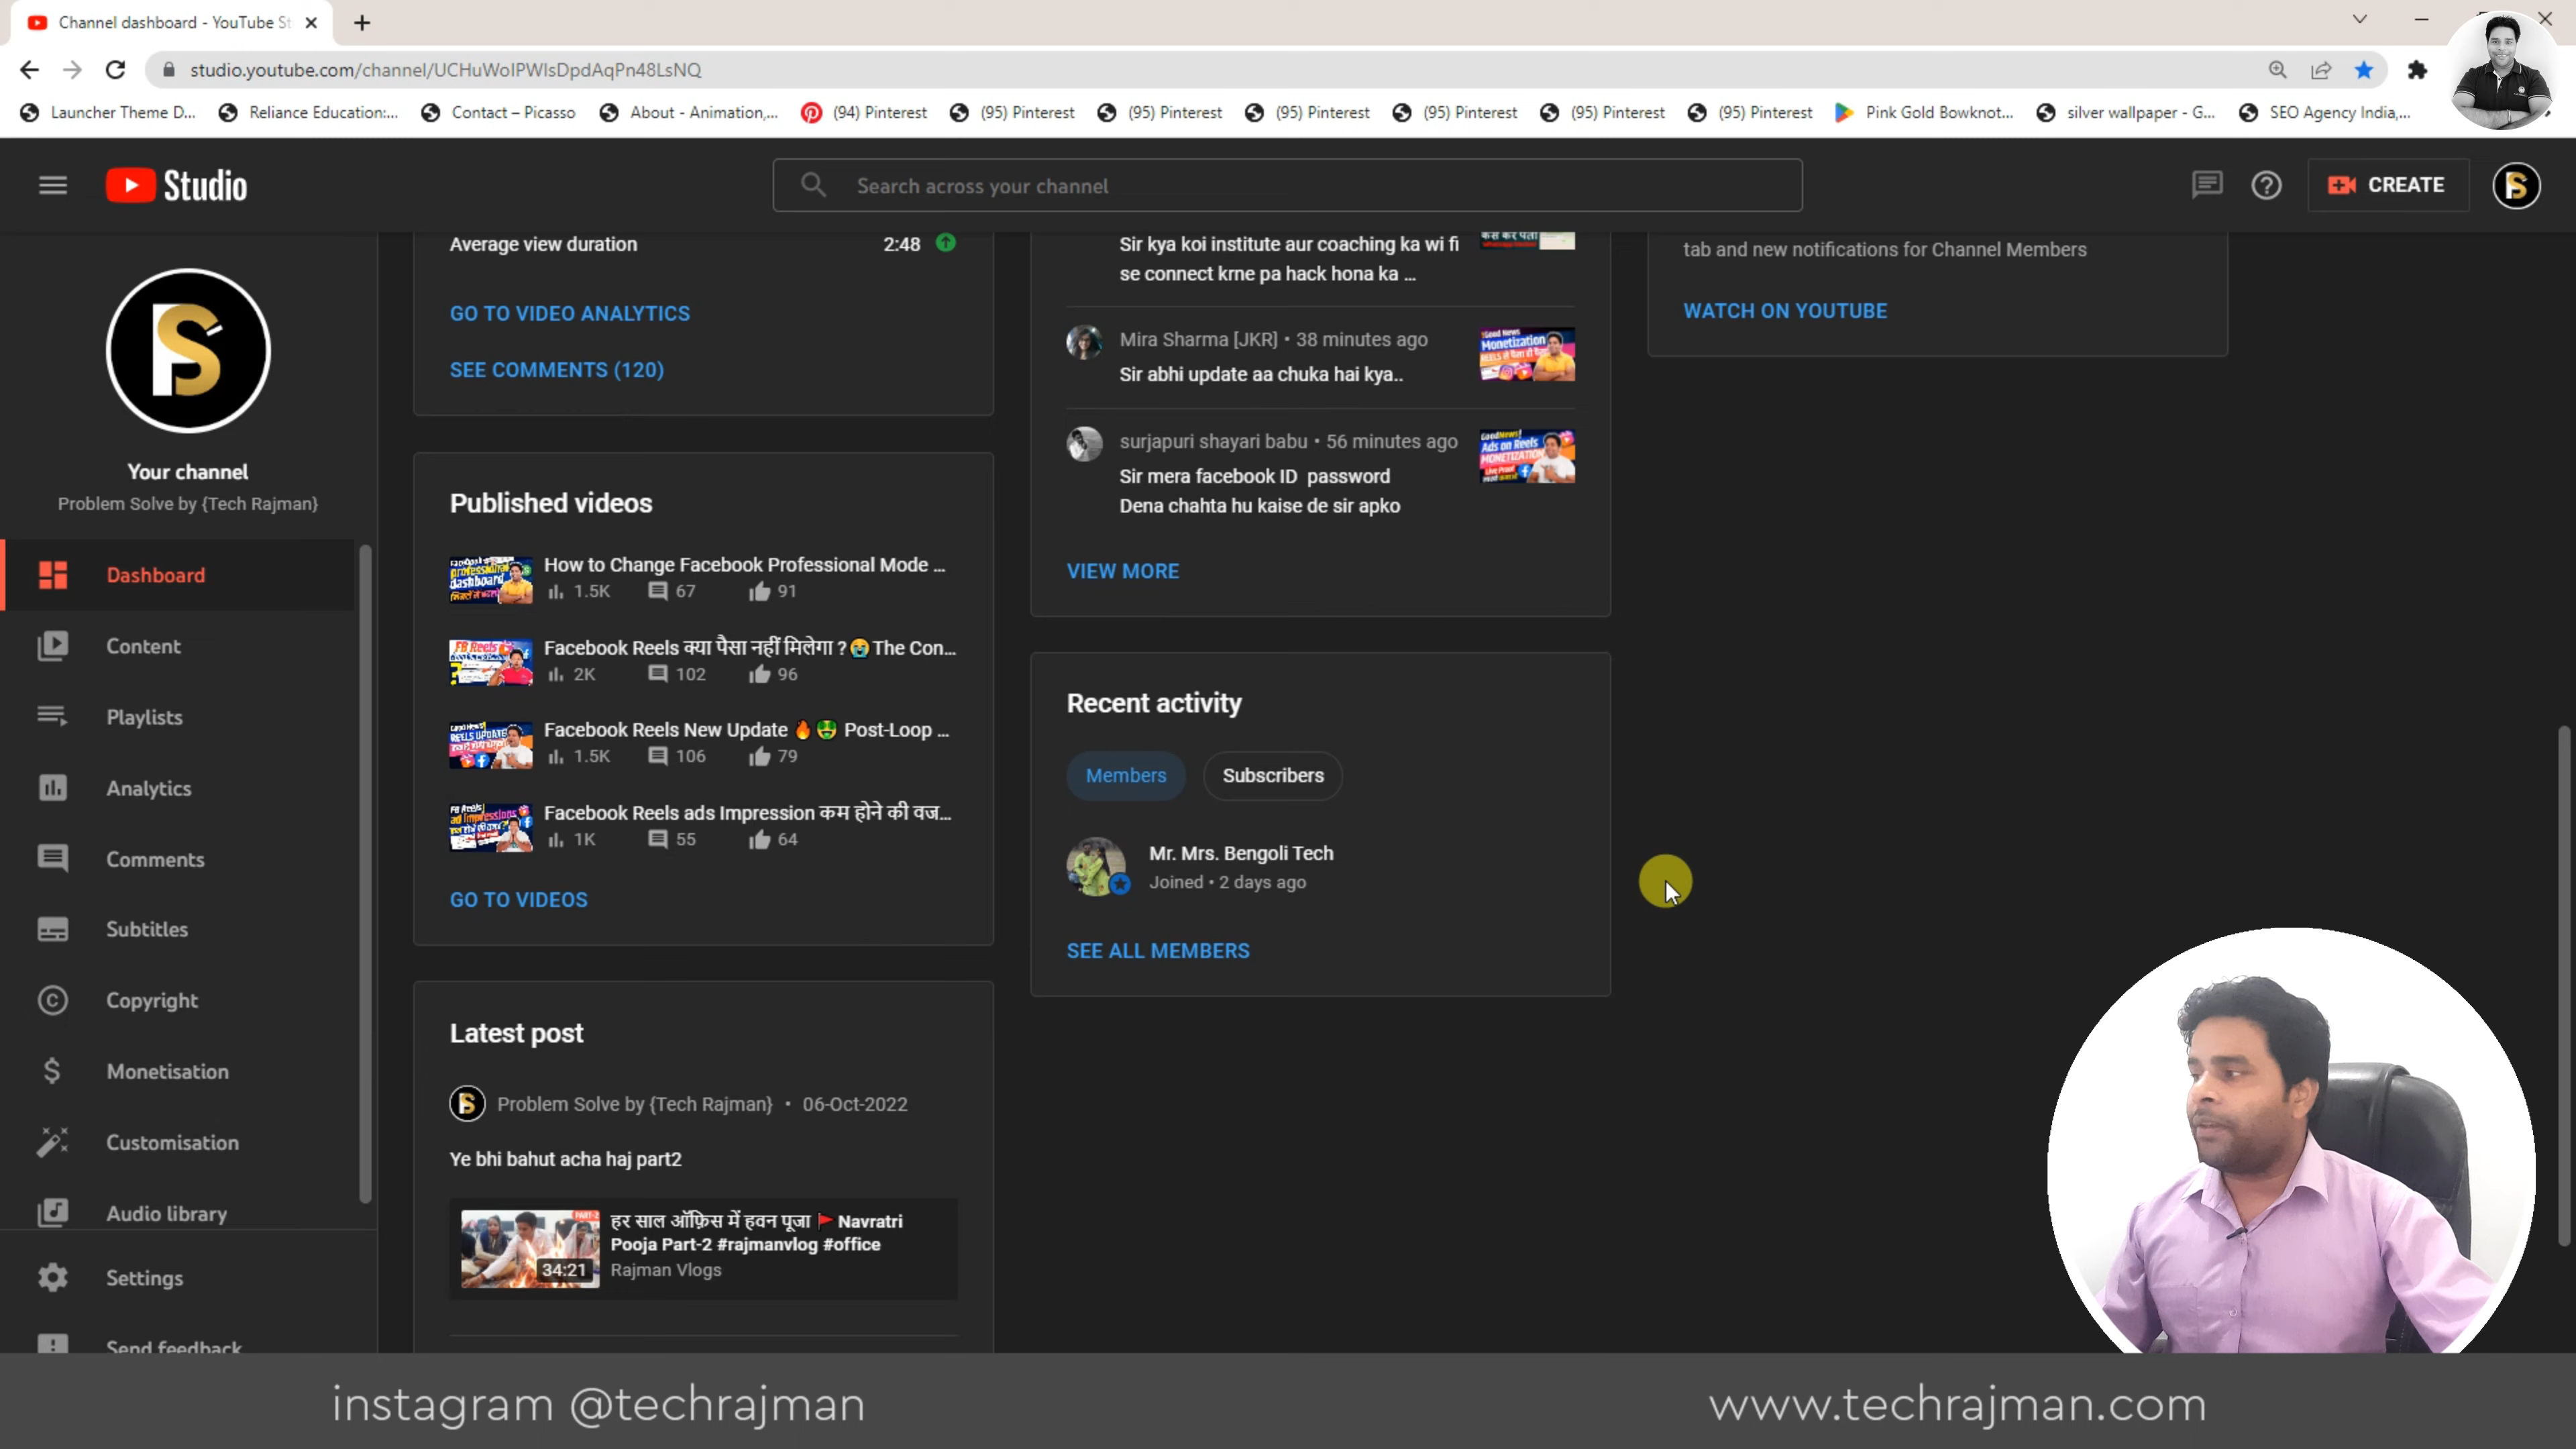 Channel dashboard - YouTube St
studio.youtube.com/channel/UCHuWoIPWIsDpdAqPn48LsNQ
Launcher Theme D... Reliance Education:... Contact – Picasso About - Animation,... (94) Pinterest (95) Pinterest (95) Pinterest (95) Pinterest (95) Pinterest (95) Pinterest (95) Pinterest Pink Gold Bowknot... silver wallpaper - G... SEO Agency India,...
Studio
Search across your channel
CREATE
Your channel
Problem Solve by {Tech Rajman}
Dashboard
Content
Playlists
Analytics
Comments
Subtitles
Copyright
Monetisation
Customisation
Audio library
Settings
Send feedback
Average view duration 2:48
GO TO VIDEO ANALYTICS
SEE COMMENTS (120)
Published videos
How to Change Facebook Professional Mode ...
1.5K 67 91
Facebook Reels क्या पैसा नहीं मिलेगा ?😭The Con...
2K 102 96
Facebook Reels New Update 🔥🤑 Post-Loop ...
1.5K 106 79
Facebook Reels ads Impression कम होने की वज...
1K 55 64
GO TO VIDEOS
Latest post
Problem Solve by {Tech Rajman} • 06-Oct-2022
Ye bhi bahut acha haj part2
हर साल ऑफ़िस में हवन पूजा 🚩 Navratri
Pooja Part-2 #rajmanvlog #office
Rajman Vlogs
PART-2
34:21
Sir kya koi institute aur coaching ka wi fi
se connect krne pa hack hona ka ...
Mira Sharma [JKR] • 38 minutes ago
Sir abhi update aa chuka hai kya..
Good News
Monetization
surjapuri shayari babu • 56 minutes ago
Sir mera facebook ID password
Dena chahta hu kaise de sir apko
GoodNews!
Ads on Reels
MONETIZATION
VIEW MORE
Recent activity
Members Subscribers
Mr. Mrs. Bengoli Tech
Joined • 2 days ago
SEE ALL MEMBERS
tab and new notifications for Channel Members
WATCH ON YOUTUBE
instagram @techrajman
www.techrajman.com